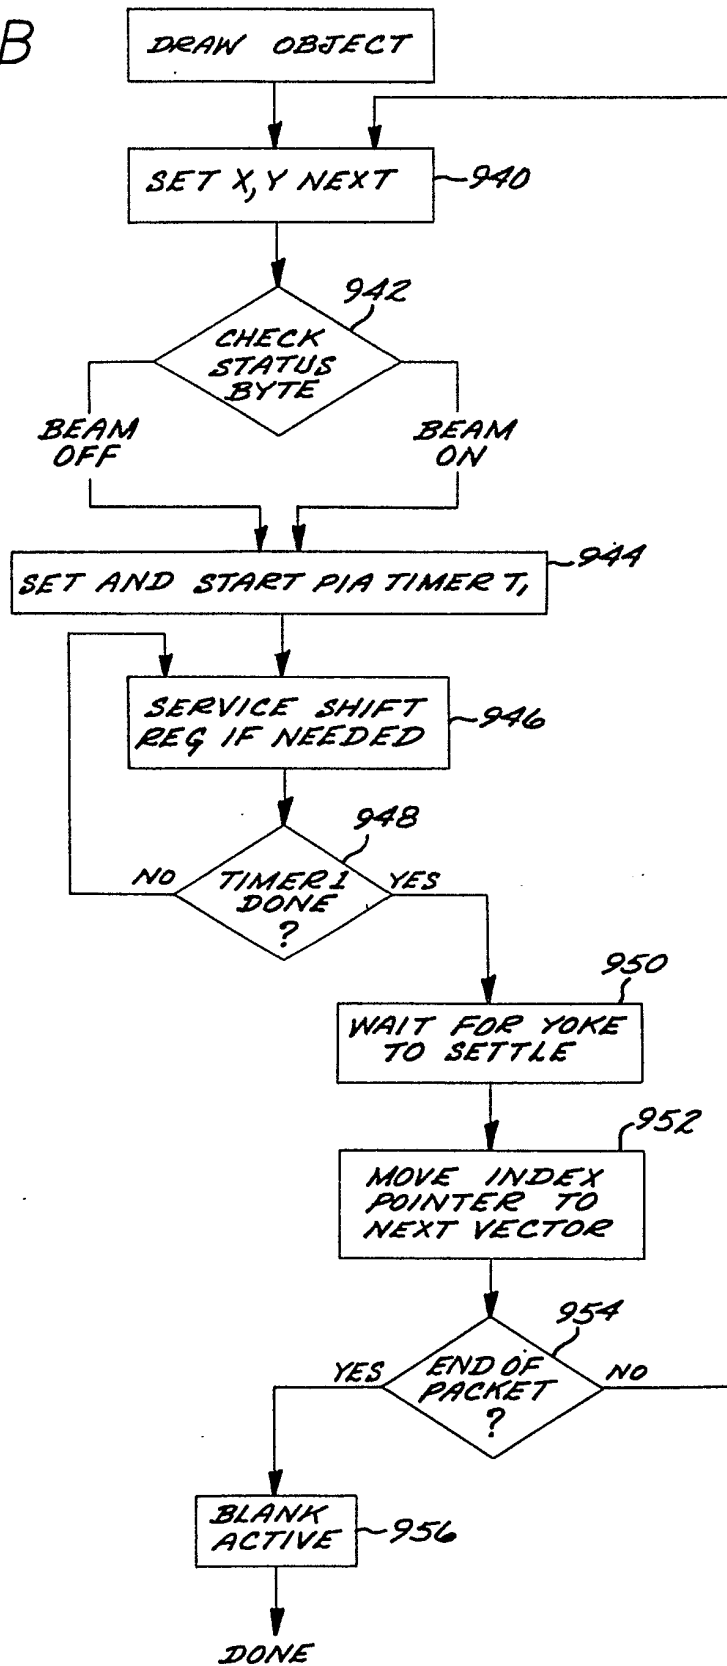 B
DRAW OBJECT
SET X,Y NEXT
940
942
CHECK
STATUS
BYTE
BEAM
OFF
BEAM
ON
944
SET AND START PIA TIMER T,
SERVICE SHIFT
REG IF NEEDED
946
948
NO
TIMER 1
DONE
?
YES
950
WAIT FOR YOKE
TO SETTLE
952
MOVE INDEX
POINTER TO
NEXT VECTOR
954
YES
END OF
PACKET
?
NO
BLANK
ACTIVE
956
DONE